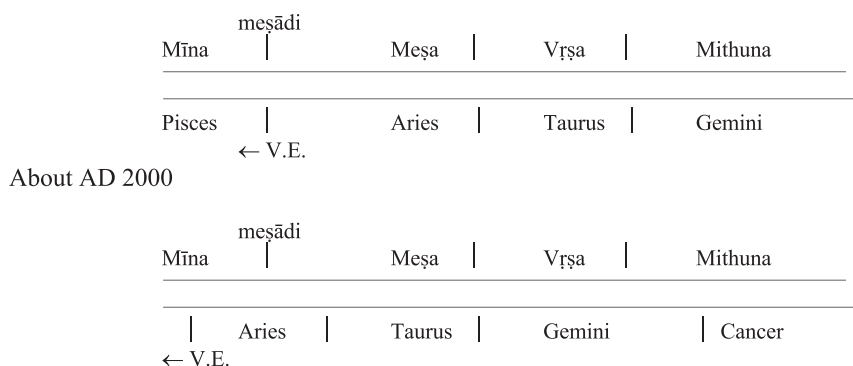 meṣādi
Mīna | Meṣa | Vṛṣa | Mithuna
Pisces | Aries | Taurus | Gemini
← V.E.
About AD 2000
meṣādi
Mīna | Meṣa | Vṛṣa | Mithuna
| Aries | Taurus | Gemini | Cancer
← V.E.